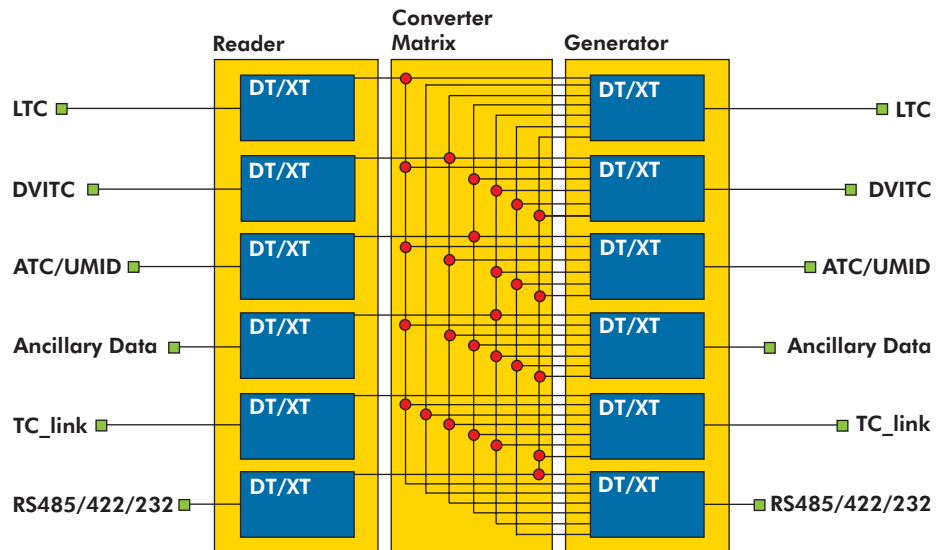 Converter
Matrix
Reader
Generator
DT/XT
DT/XT
LTC
LTC
DT/XT
DT/XT
DVITC
DVITC
DT/XT
DT/XT
ATC/UMID
ATC/UMID
DT/XT
DT/XT
Ancillary Data
Ancillary Data
DT/XT
DT/XT
TC_link
TC_link
DT/XT
DT/XT
RS485/422/232
RS485/422/232